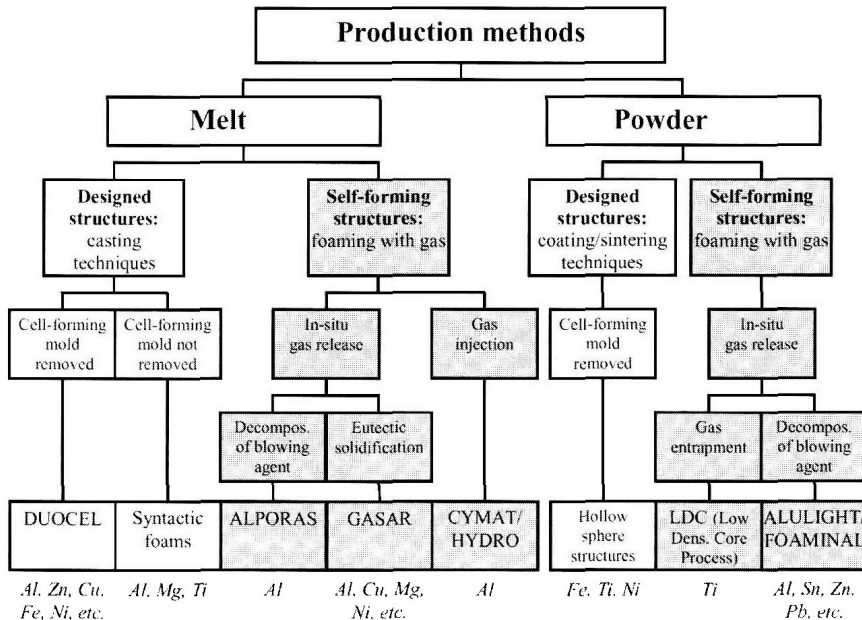 Production methods
Melt
Powder
Designed
structures:
casting
techniques
Self-forming
structures:
foaming with gas
Designed
structures:
coating/sintering
techniques
Self-forming
structures:
foaming with gas
Cell-forming
mold
removed
Cell-forming
mold not
removed
In-situ
gas release
Gas
injection
Cell-forming
mold
removed
In-situ
gas release
Decompos.
of blowing
agent
Eutectic
solidification
Gas
entrapment
Decompos.
of blowing
agent
DUOCEL
Syntactic
foams
ALPORAS
GASAR
CYMAT/
HYDRO
Hollow
sphere
structures
LDC (Low
Dens. Core
Process)
ALULIGHT/
FOAMINAL
Al, Zn, Cu,
Fe, Ni, etc.
Al, Mg, Ti
Al
Al, Cu, Mg,
Ni, etc.
Al
Fe, Ti, Ni
Ti
Al, Sn, Zn,
Pb, etc.